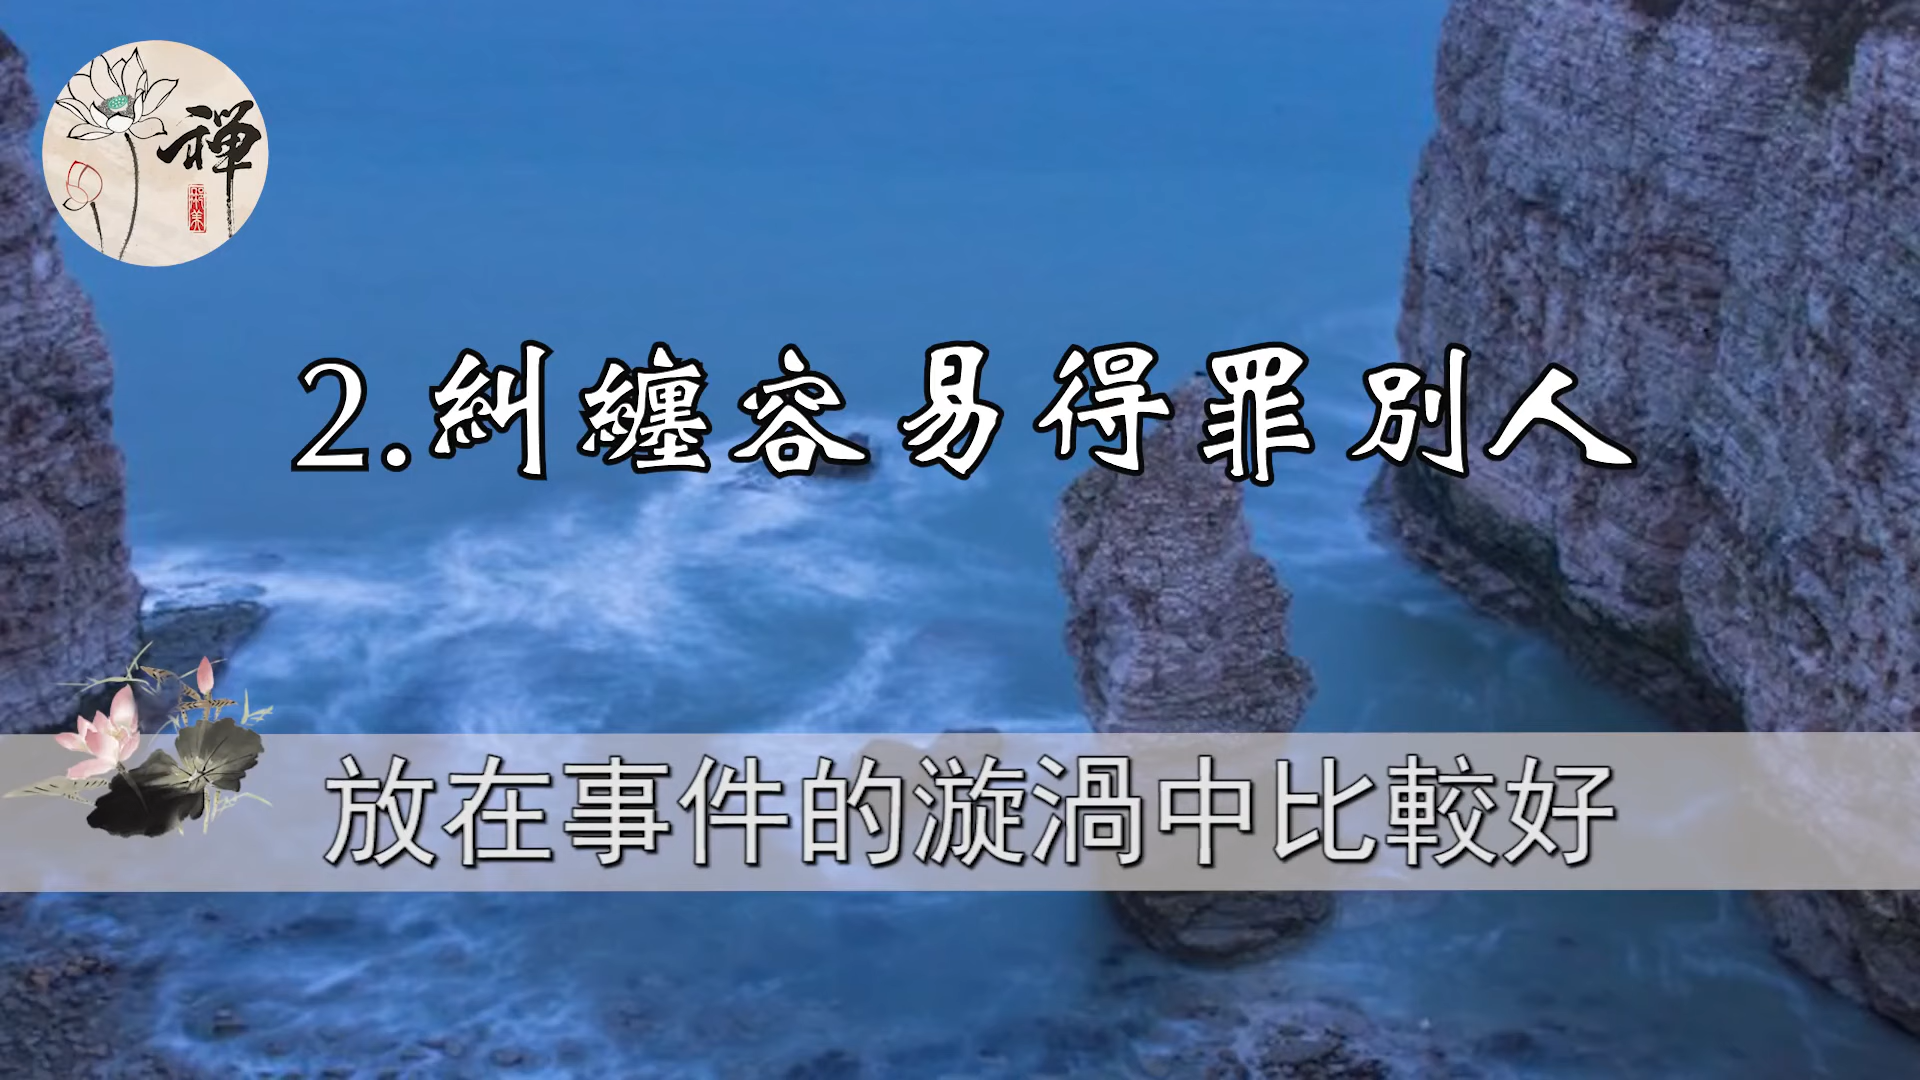 禅
2.糾纏容易得罪別人
放在事件的漩渦中比較好